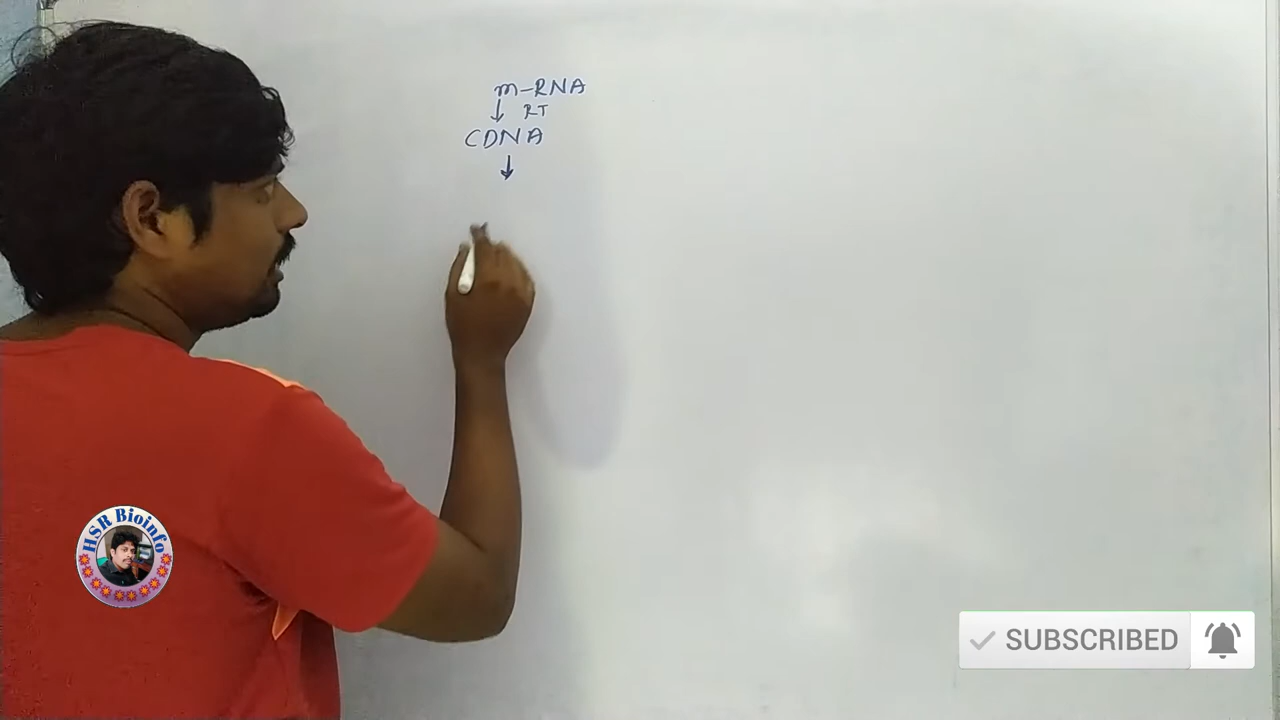 m-RNA
↓ RT
CDNA
↓
HSR Bioinfo
SUBSCRIBED